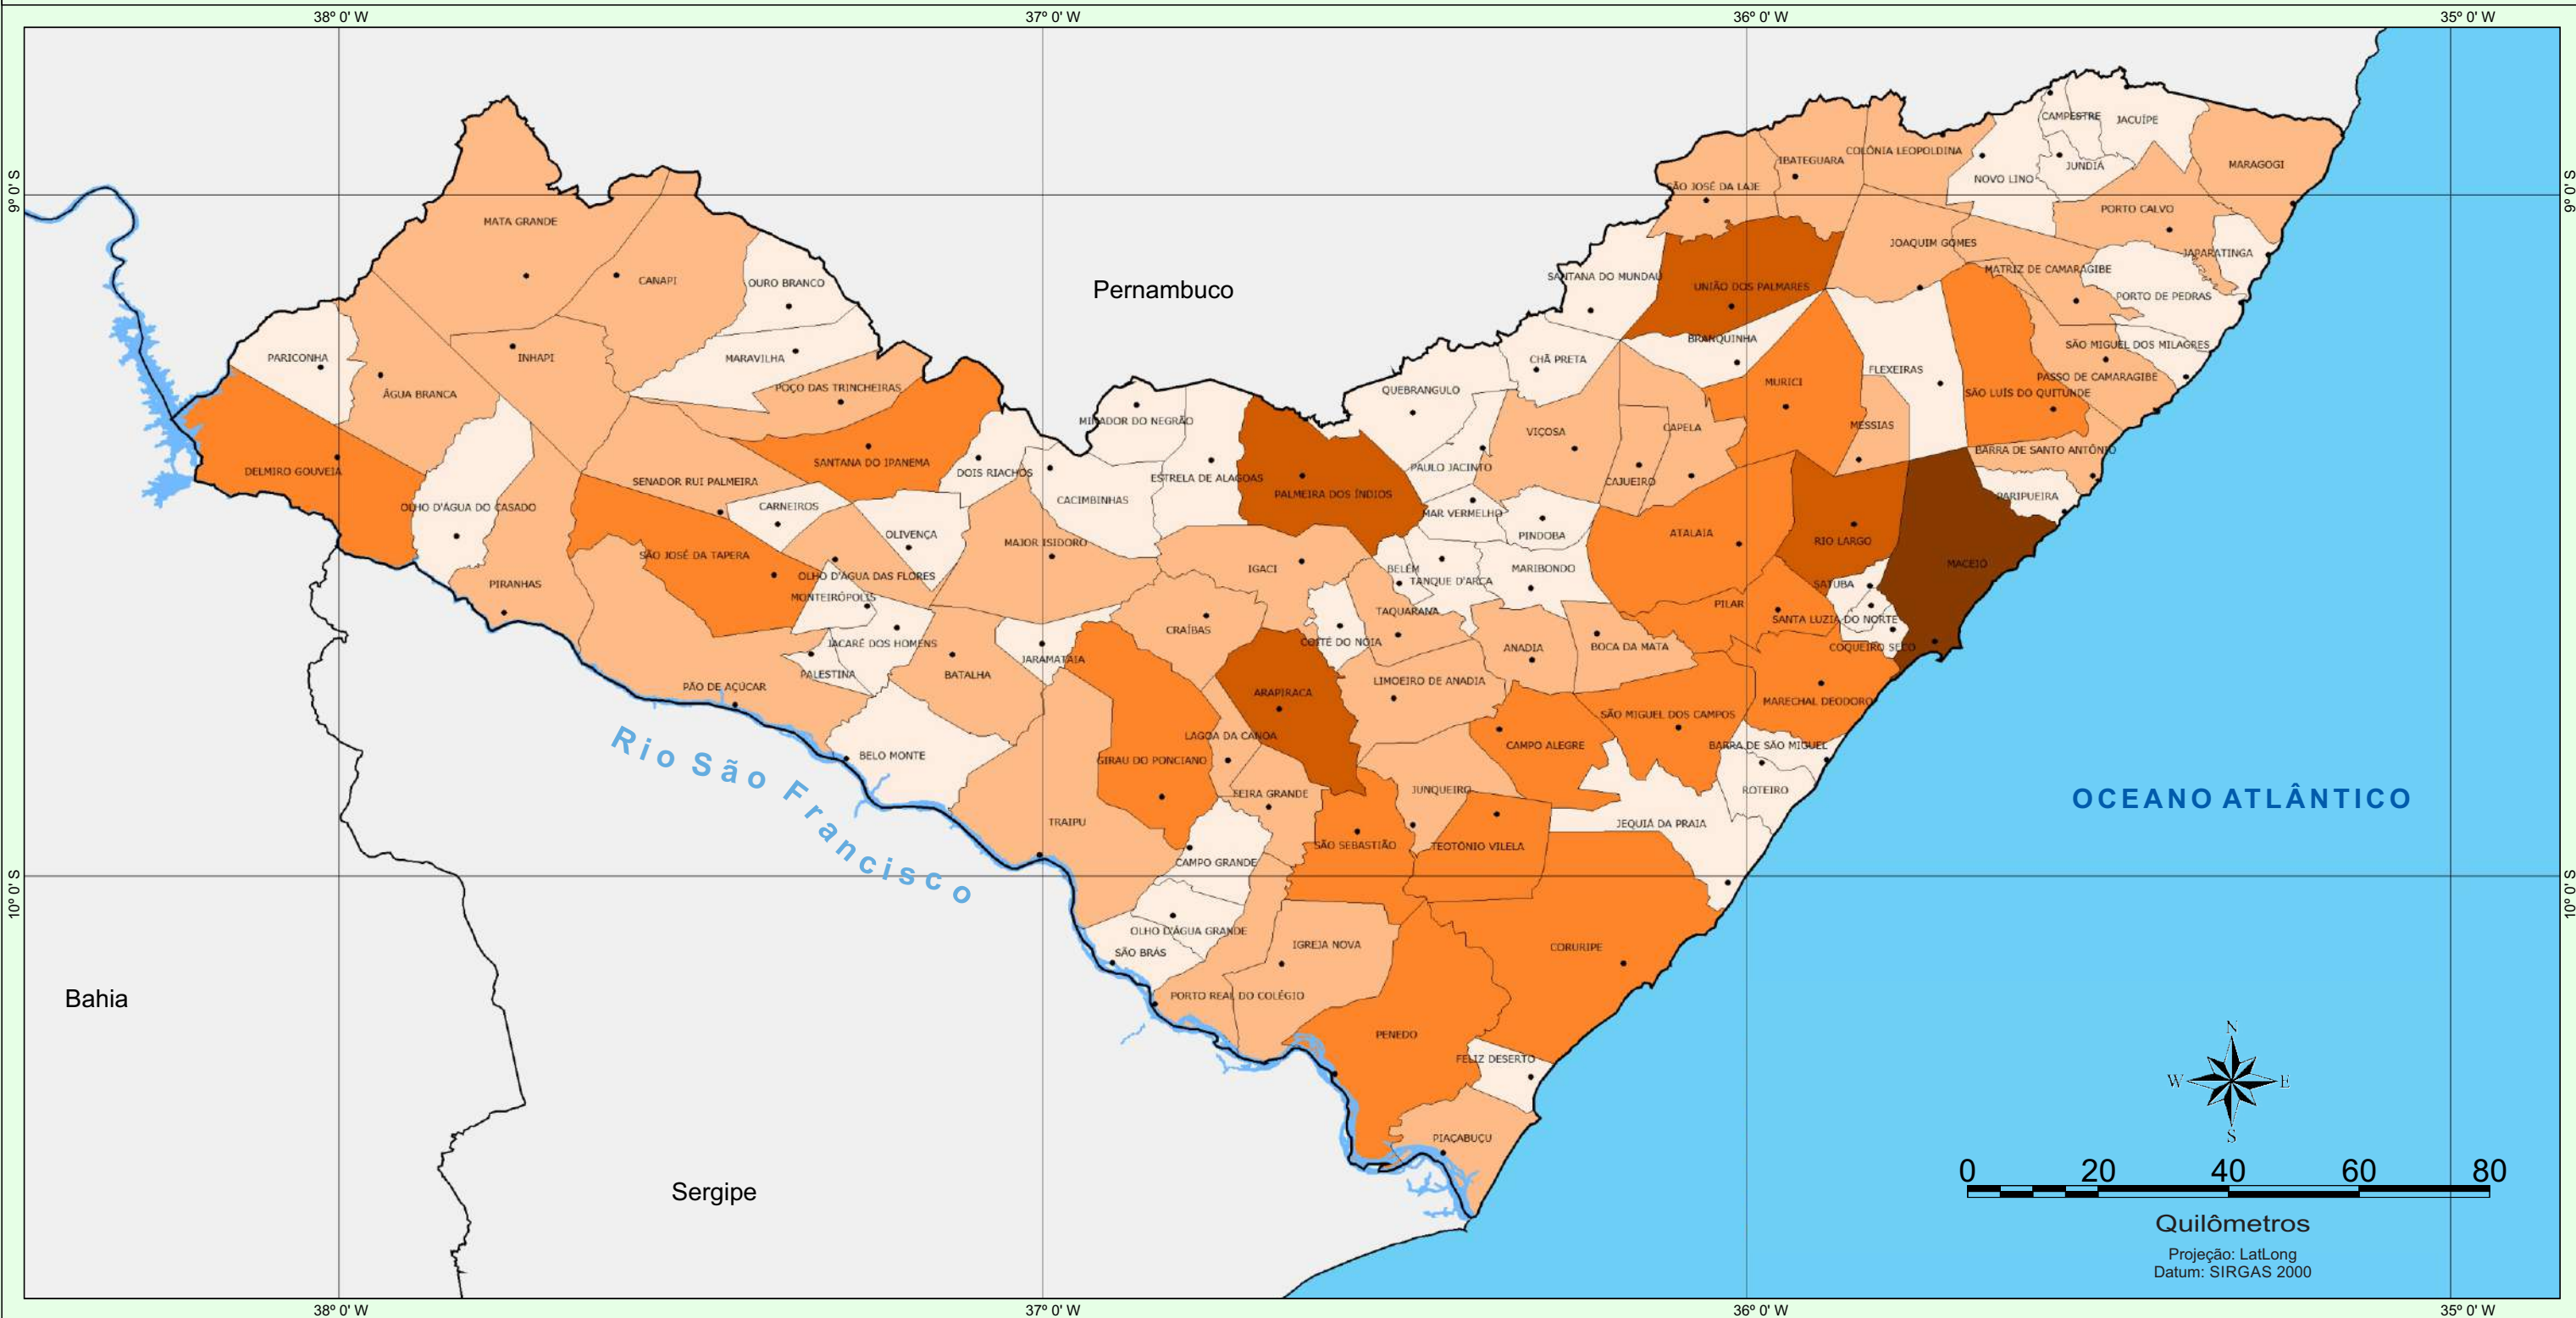 38° 0' W
37° 0' W
36° 0' W
35° 0' W
9° 0' S
9° 0' S
10° 0' S
10° 0' S
CAMPESTRE
JACUÍPE
JUNDIÁ
NOVO LINO
MARAGOGI
COLÔNIA LEOPOLDINA
IBATEGUARA
SÃO JOSÉ DA LAJE
PORTO CALVO
JAPARATINGA
JOAQUIM GOMES
MATRIZ DE CAMARAGIBE
PORTO DE PEDRAS
MATA GRANDE
CANAPI
OURO BRANCO
Pernambuco
SANTANA DO MUNDAÚ
UNIÃO DOS PALMARES
BRANQUINHA
SÃO MIGUEL DOS MILAGRES
PARICONHA
INHAPI
MARAVILHA
CHÃ PRETA
FLEXEIRAS
PASSO DE CAMARAGIBE
MURICI
ÁGUA BRANCA
POÇO DAS TRINCHEIRAS
QUEBRANGULO
SÃO LUÍS DO QUITUNDE
MINADOR DO NEGRÃO
VIÇOSA
CAPELA
MESSIAS
BARRA DE SANTO ANTÔNIO
DELMIRO GOUVEIA
SANTANA DO IPANEMA
DOIS RIACHOS
ESTRELA DE ALAGOAS
PAULO JACINTO
SENADOR RUI PALMEIRA
CACIMBINHAS
PALMEIRA DOS ÍNDIOS
CAJUEIRO
PARIPUEIRA
OLHO D'ÁGUA DO CASADO
CARNEIROS
MAR VERMELHO
OLIVENÇA
MAJOR ISIDORO
PINDOBA
ATALAIA
RIO LARGO
SÃO JOSÉ DA TAPERA
MACEIÓ
IGACI
BELÉM
MARIBONDO
PIRANHAS
OLHO D'ÁGUA DAS FLORES
TANQUE D'ARCA
SATUBA
MONTEIRÓPOLIS
TAQUARANA
PILAR
SANTA LUZIA DO NORTE
CRAÍBAS
COITÉ DO NÓIA
JACARÉ DOS HOMENS
JARAMATAIA
ANADIA
BOCA DA MATA
COQUEIRO SECO
PALESTINA
BATALHA
LIMOEIRO DE ANADIA
PÃO DE AÇÚCAR
ARAPIRACA
MARECHAL DEODORO
SÃO MIGUEL DOS CAMPOS
LAGOA DA CANOA
CAMPO ALEGRE
BARRA DE SÃO MIGUEL
BELO MONTE
GIRAU DO PONCIANO
Rio São Francisco
FEIRA GRANDE
JUNQUEIRO
ROTEIRO
OCEANO ATLÂNTICO
TRAIPU
JEQUIÁ DA PRAIA
SÃO SEBASTIÃO
TEOTÔNIO VILELA
CAMPO GRANDE
OLHO D'ÁGUA GRANDE
IGREJA NOVA
CORURIPE
SÃO BRÁS
Bahia
PORTO REAL DO COLÉGIO
PENEDO
FELIZ DESERTO
PIAÇABUÇU
Sergipe
N
W
E
S
0 20 40 60 80
Quilômetros
Projeção: LatLong
Datum: SIRGAS 2000
38° 0' W
37° 0' W
36° 0' W
35° 0' W